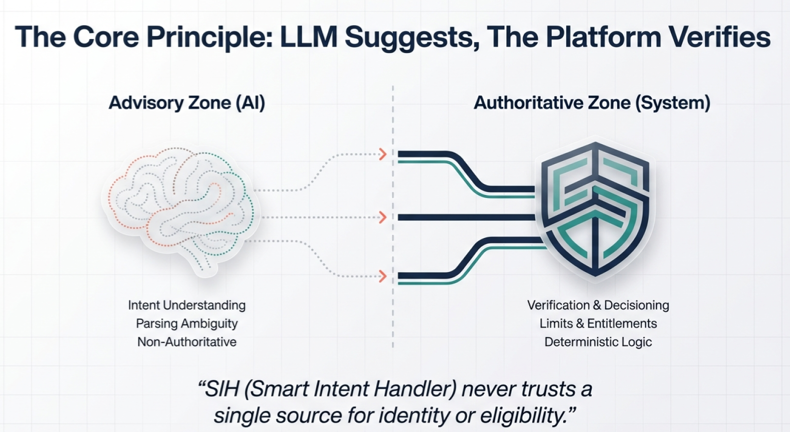 The Core Principle: LLM Suggests, The Platform Verifies
Advisory Zone (AI)
Intent Understanding
Parsing Ambiguity
Non-Authoritative
Authoritative Zone (System)
Verification & Decisioning
Limits & Entitlements
Deterministic Logic
“SIH (Smart Intent Handler) never trusts a
single source for identity or eligibility.”